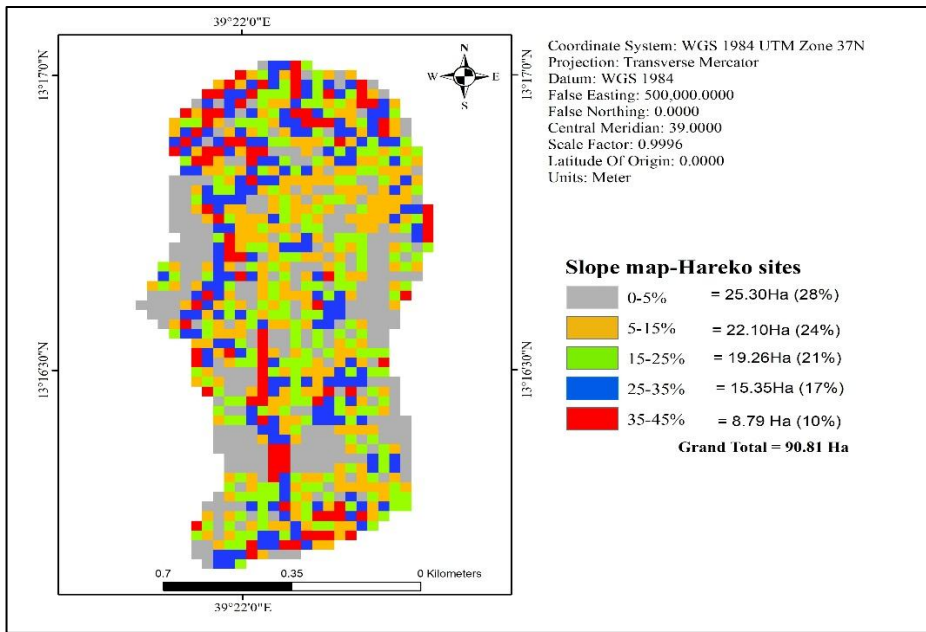 39°22'0"E
13°17'0"N
13°17'0"N
N
W E
S
Coordinate System: WGS 1984 UTM Zone 37N
Projection: Transverse Mercator
Datum: WGS 1984
False Easting: 500,000.0000
False Northing: 0.0000
Central Meridian: 39.0000
Scale Factor: 0.9996
Latitude Of Origin: 0.0000
Units: Meter
Slope map-Hareko sites
0-5% = 25.30Ha (28%)
5-15% = 22.10Ha (24%)
15-25% = 19.26Ha (21%)
25-35% = 15.35Ha (17%)
35-45% = 8.79 Ha (10%)
Grand Total = 90.81 Ha
13°16'30"N
13°16'30"N
0.7 0.35 0 Kilometers
39°22'0"E